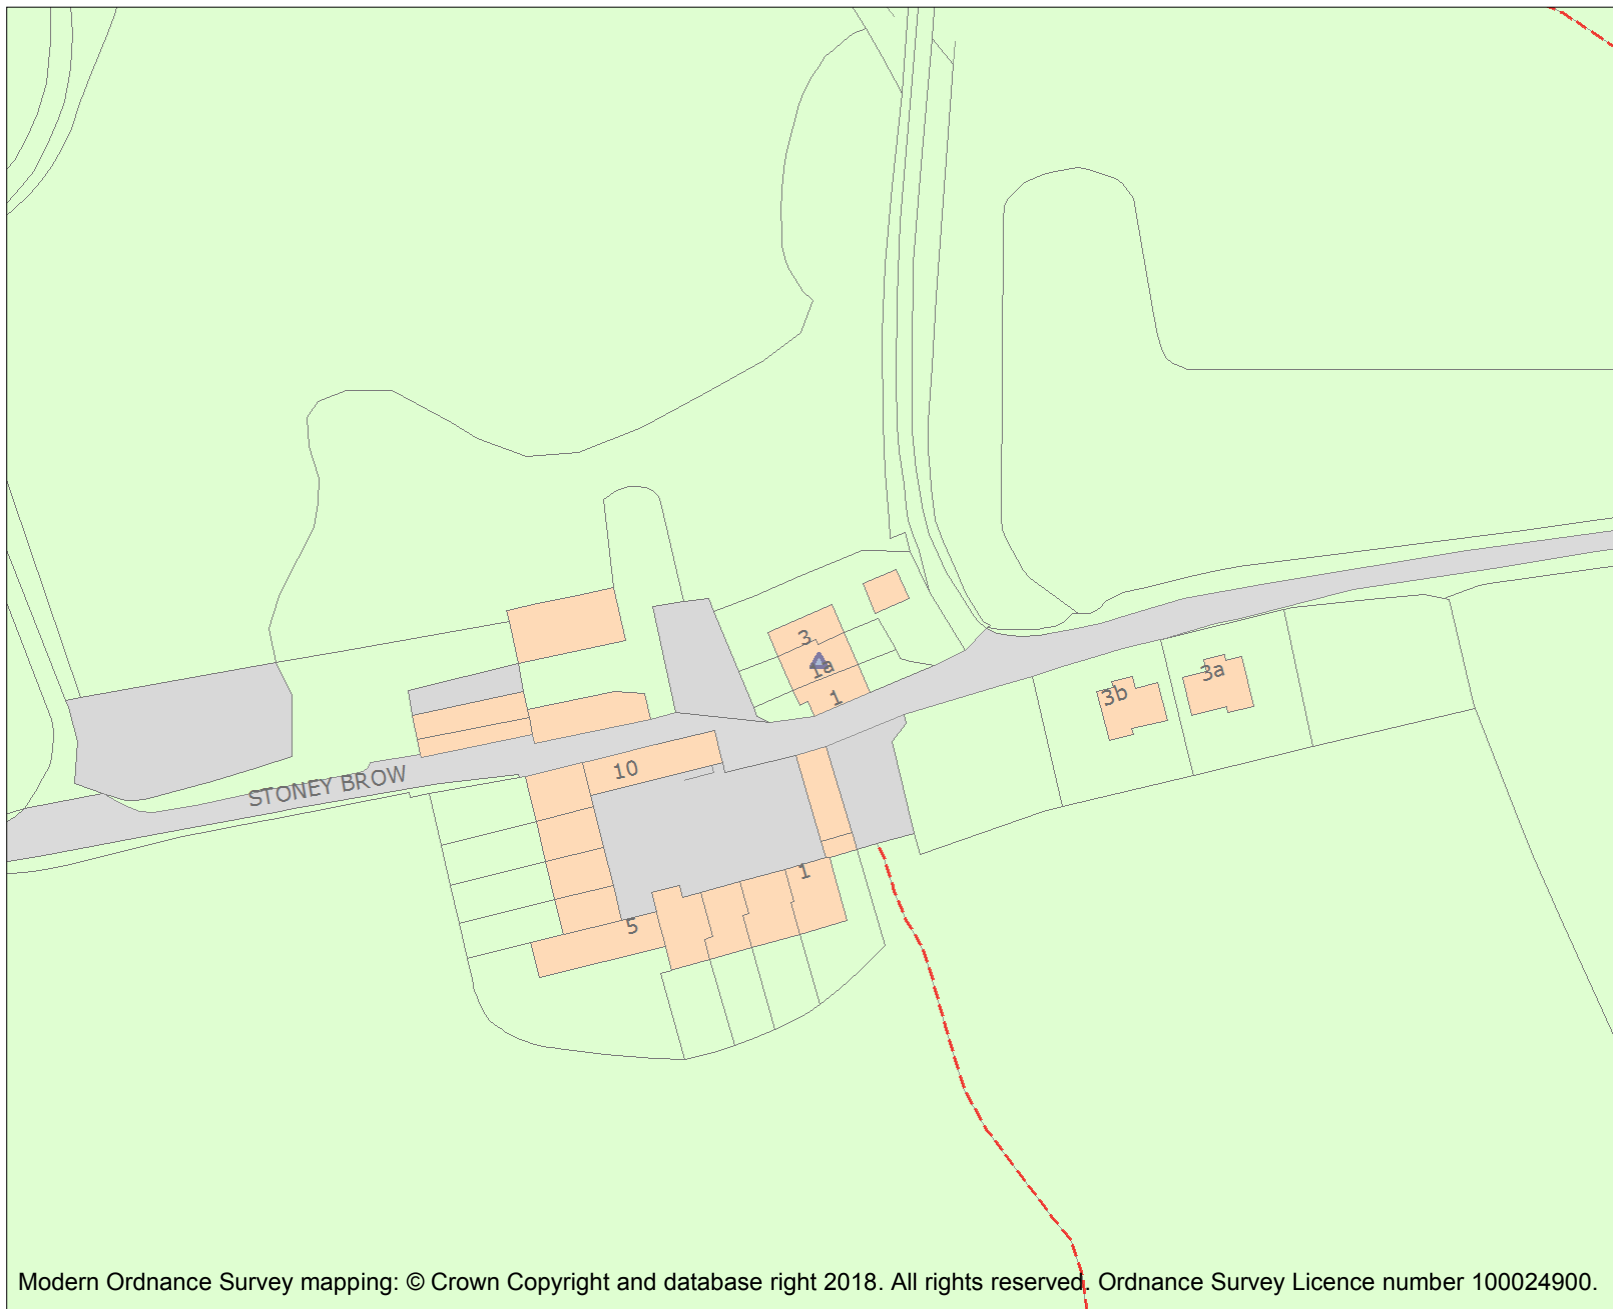 3
1a
1
3a
3b
STONEY BROW
10
1
5
Modern Ordnance Survey mapping: © Crown Copyright and database right 2018. All rights reserved. Ordnance Survey Licence number 100024900.